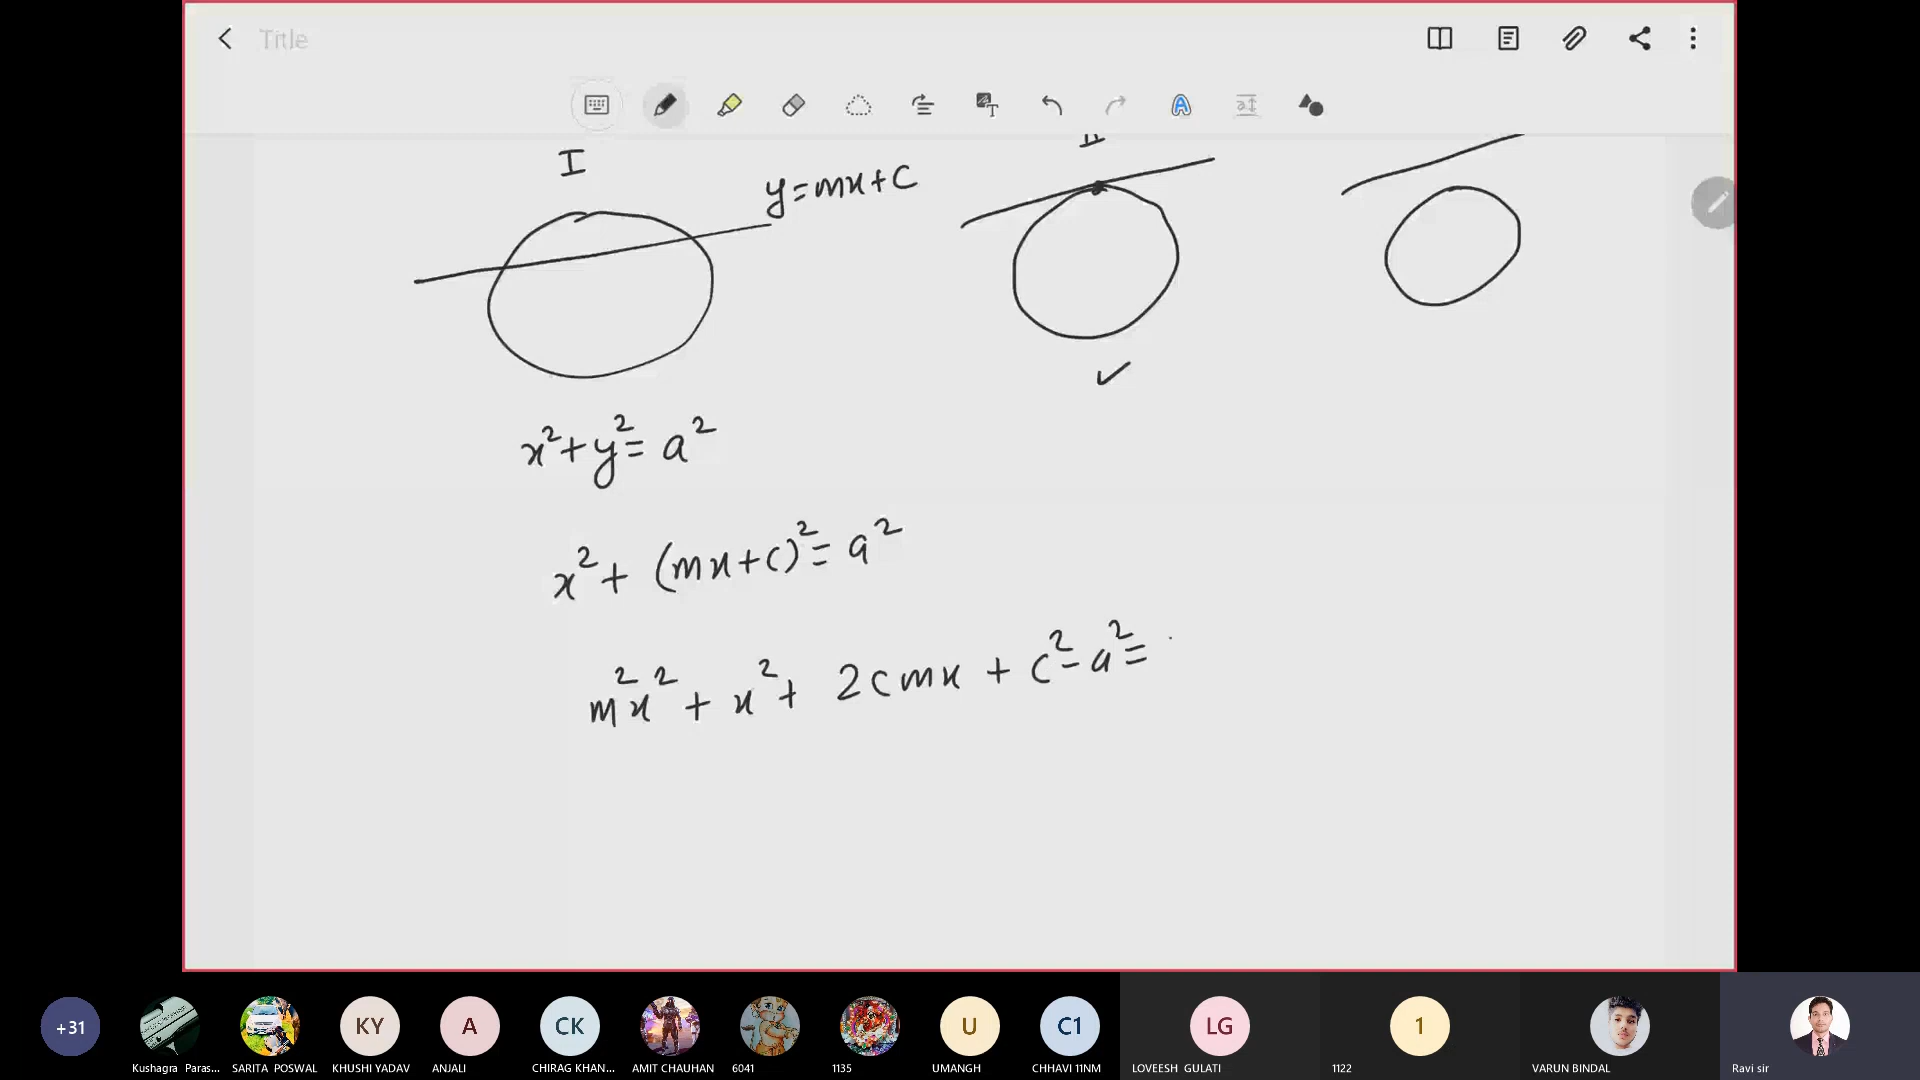 Title
I
II
y=mx+c
x²+y²=a²
x²+(mx+c)²=a²
m²x²+x²+2cmx+c²-a²=
+31
KY
A
CK
U
C1
LG
1
Kushagra Paras...
SARITA POSWAL
KHUSHI YADAV
ANJALI
CHIRAG KHAN...
AMIT CHAUHAN
6041
1135
UMANGH
CHHAVI 11NM
LOVEESH GULATI
1122
VARUN BINDAL
Ravi sir